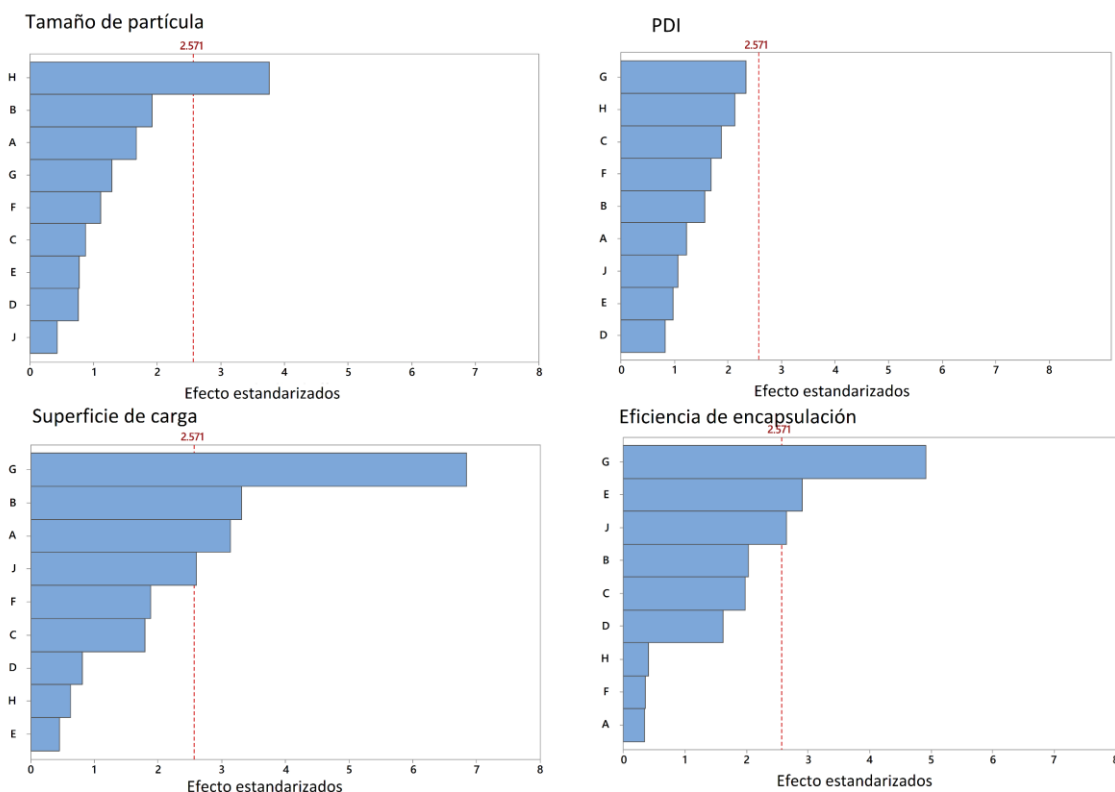 Tamaño de partícula
2.571
H
B
A
G
F
C
E
D
J
0 1 2 3 4 5 6 7 8
Efecto estandarizados
PDI
2.571
G
H
C
F
B
A
J
E
D
0 1 2 3 4 5 6 7 8
Efecto estandarizados
Superficie de carga
2.571
G
B
A
J
F
C
D
H
E
0 1 2 3 4 5 6 7 8
Efecto estandarizados
Eficiencia de encapsulación
2.571
G
E
J
B
C
D
H
F
A
0 1 2 3 4 5 6 7 8
Efecto estandarizados